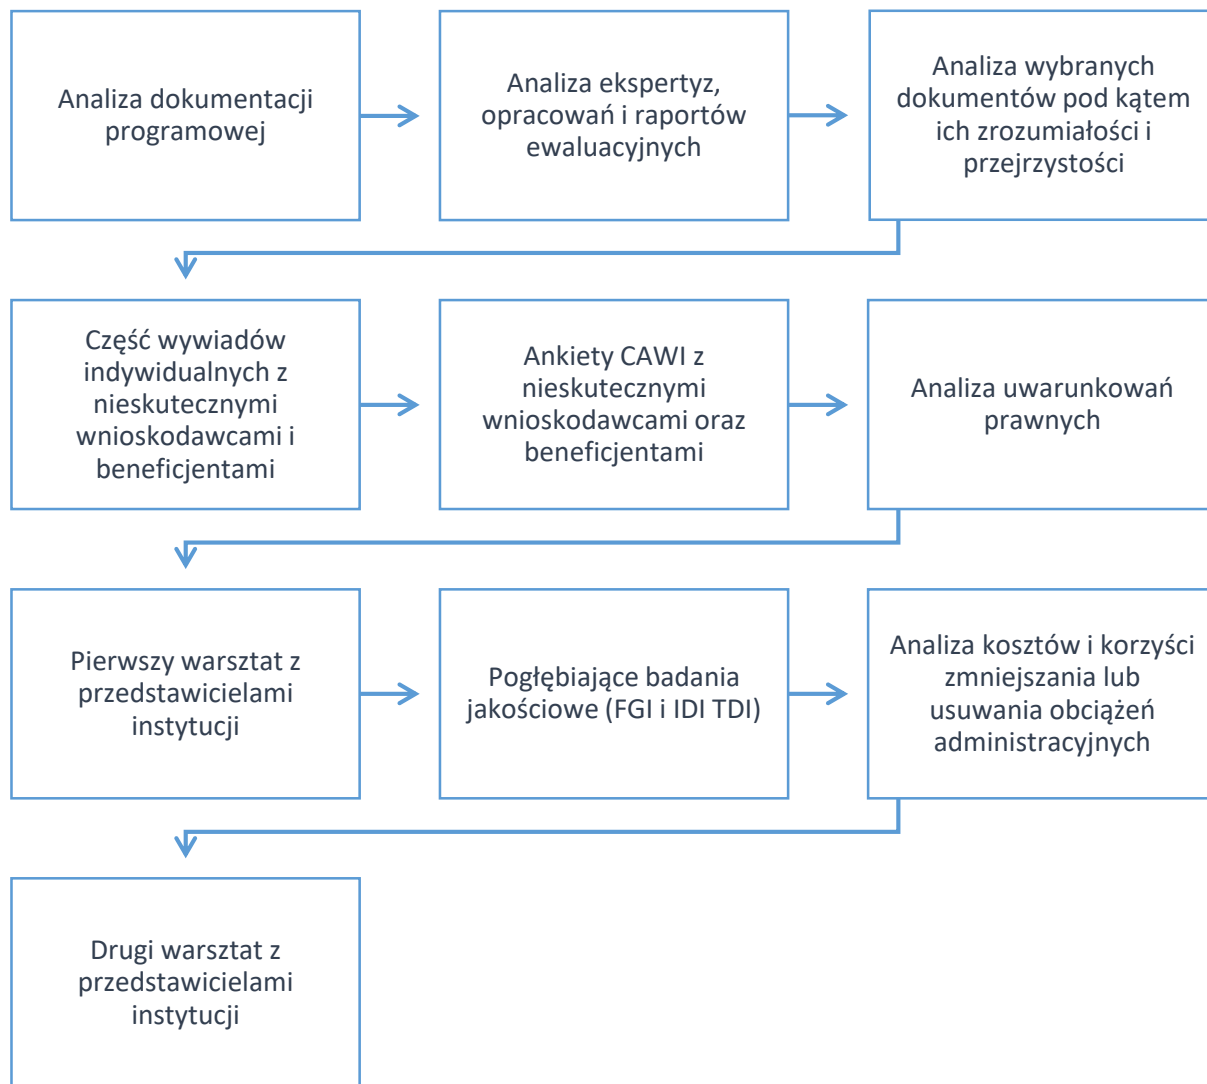 Analiza dokumentacji
programowej
Analiza ekspertyz,
opracowań i raportów
ewaluacyjnych
Analiza wybranych
dokumentów pod kątem
ich zrozumiałości i
przejrzystości
Część wywiadów
indywidualnych z
nieskutecznymi
wnioskodawcami i
beneficjentami
Ankiety CAWI z
nieskutecznymi
wnioskodawcami oraz
beneficjentami
Analiza uwarunkowań
prawnych
Pierwszy warsztat z
przedstawicielami
instytucji
Pogłębiające badania
jakościowe (FGI i IDI TDI)
Analiza kosztów i korzyści
zmniejszania lub
usuwania obciążeń
administracyjnych
Drugi warsztat z
przedstawicielami
instytucji